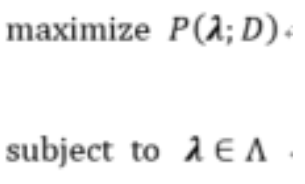 maximize P(𝝀; D)
subject to 𝝀 ∈ Λ